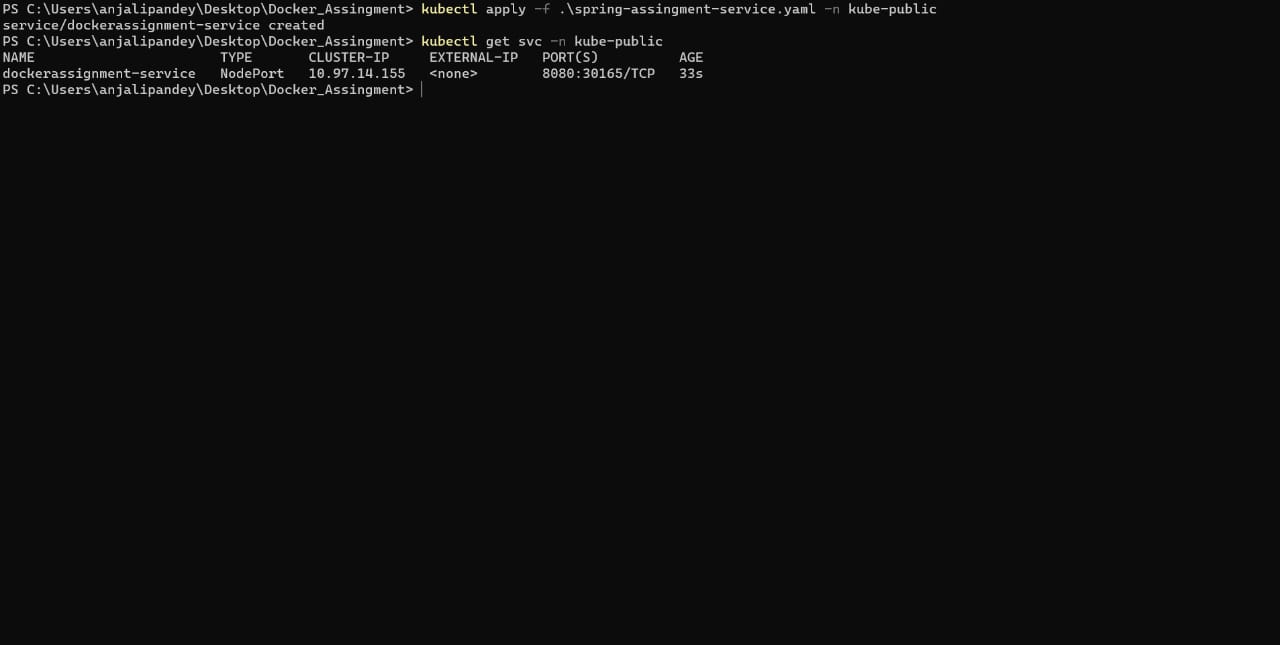 PS C:\Users\anjalipandey\Desktop\Docker_Assingment> kubectl apply -f .\spring-assingment-service.yaml -n kube-public
service/dockerassignment-service created
PS C:\Users\anjalipandey\Desktop\Docker_Assingment> kubectl get svc -n kube-public
NAME                       TYPE       CLUSTER-IP     EXTERNAL-IP   PORT(S)          AGE
dockerassignment-service   NodePort   10.97.14.155   <none>        8080:30165/TCP   33s
PS C:\Users\anjalipandey\Desktop\Docker_Assingment>